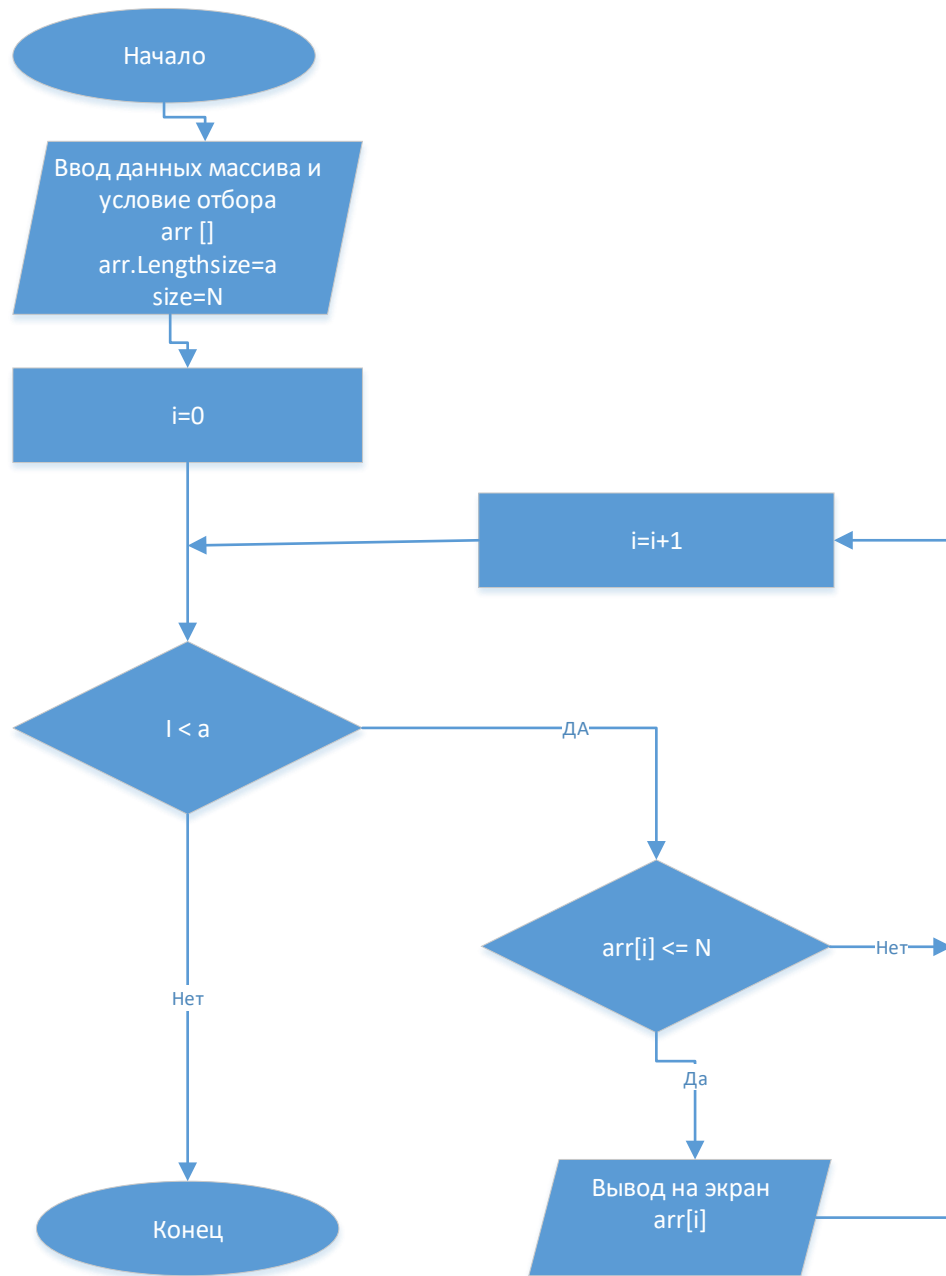 Начало
Ввод данных массива и
условие отбора
arr []
arr.Lengthsize=a
size=N
i=0
i=i+1
I < a
ДА
arr[i] <= N
Нет
Нет
Да
Вывод на экран
arr[i]
Конец